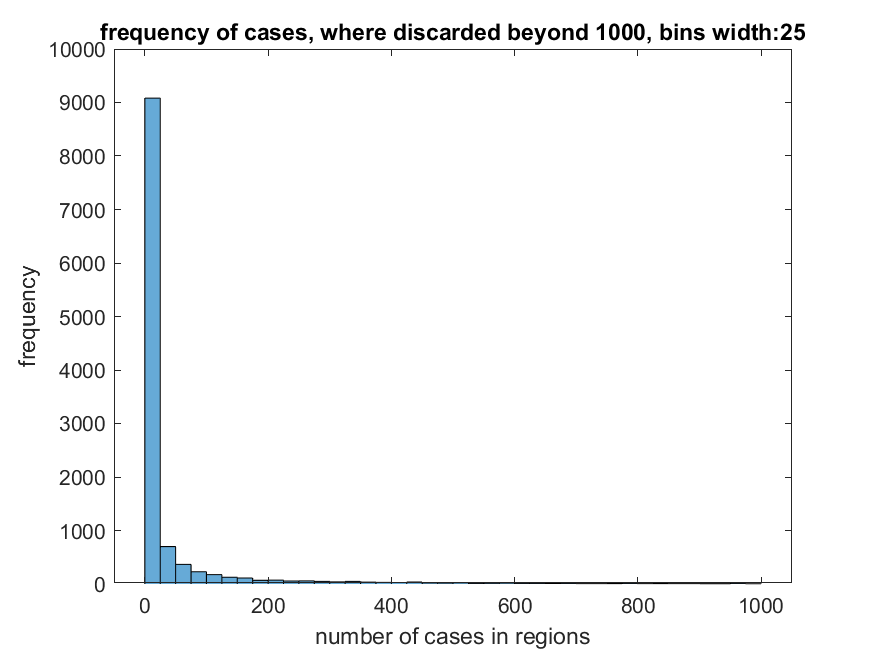 frequency of cases, where discarded beyond 1000, bins width:25
10000
9000
8000
7000
6000
5000
4000
3000
2000
1000
0
frequency
0 200 400 600 800 1000
number of cases in regions